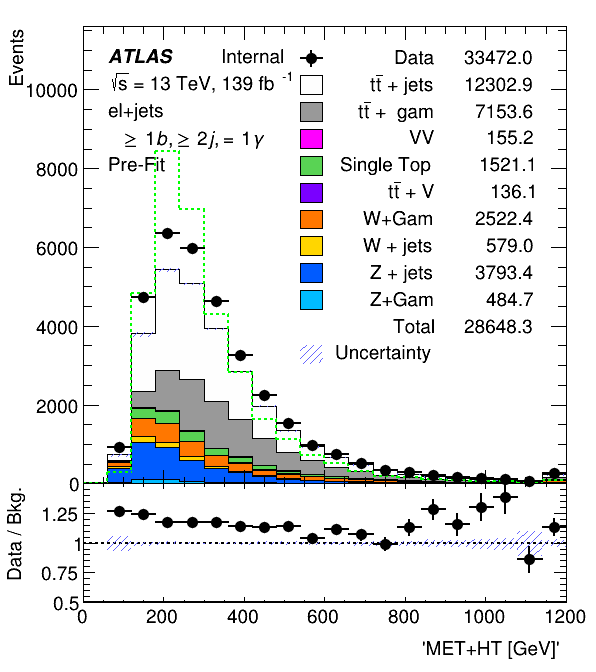 Events
ATLAS Internal
√s = 13 TeV, 139 fb⁻¹
el+jets
≥ 1b, ≥ 2j, = 1γ
Pre-Fit
Data 33472.0
tt̄ + jets 12302.9
tt̄ + gam 7153.6
VV 155.2
Single Top 1521.1
tt̄ + V 136.1
W+Gam 2522.4
W + jets 579.0
Z + jets 3793.4
Z+Gam 484.7
Total 28648.3
Uncertainty
10000
8000
6000
4000
2000
0
Data / Bkg.
1.25
1
0.75
0.5
0 200 400 600 800 1000 1200
'MET+HT [GeV]'